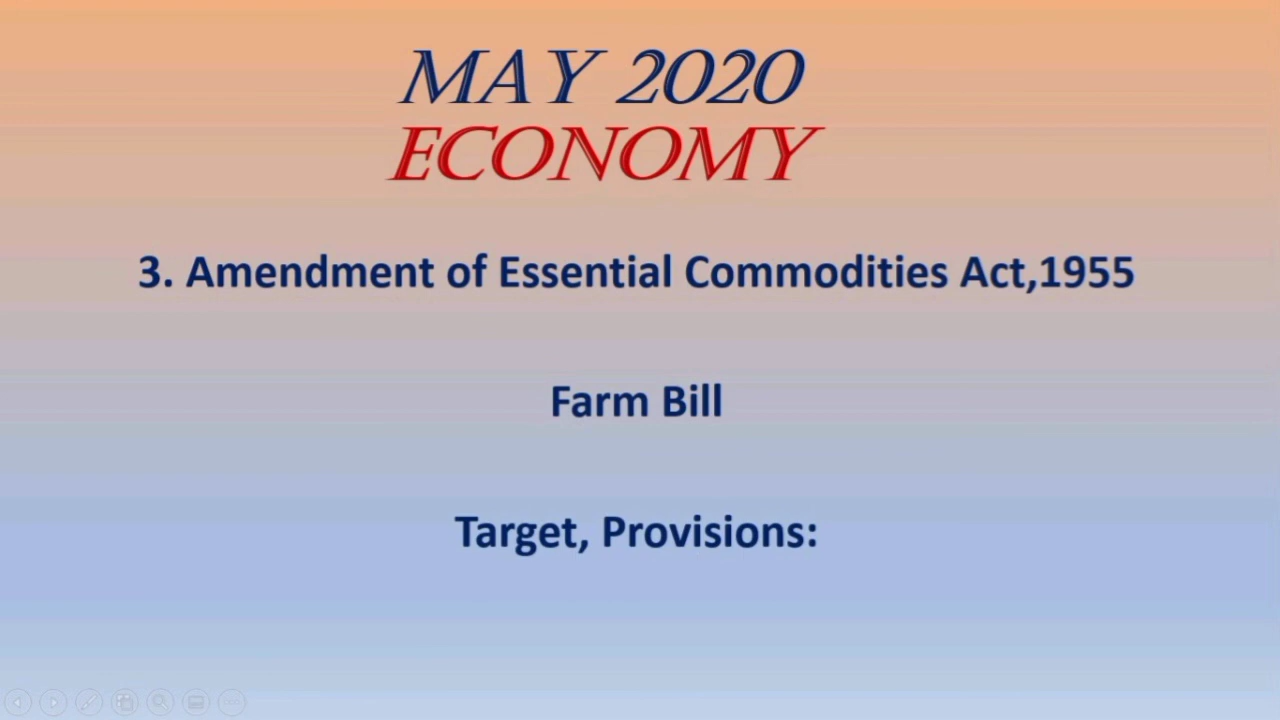 MAY 2020
ECONOMY
3. Amendment of Essential Commodities Act,1955
Farm Bill
Target, Provisions: